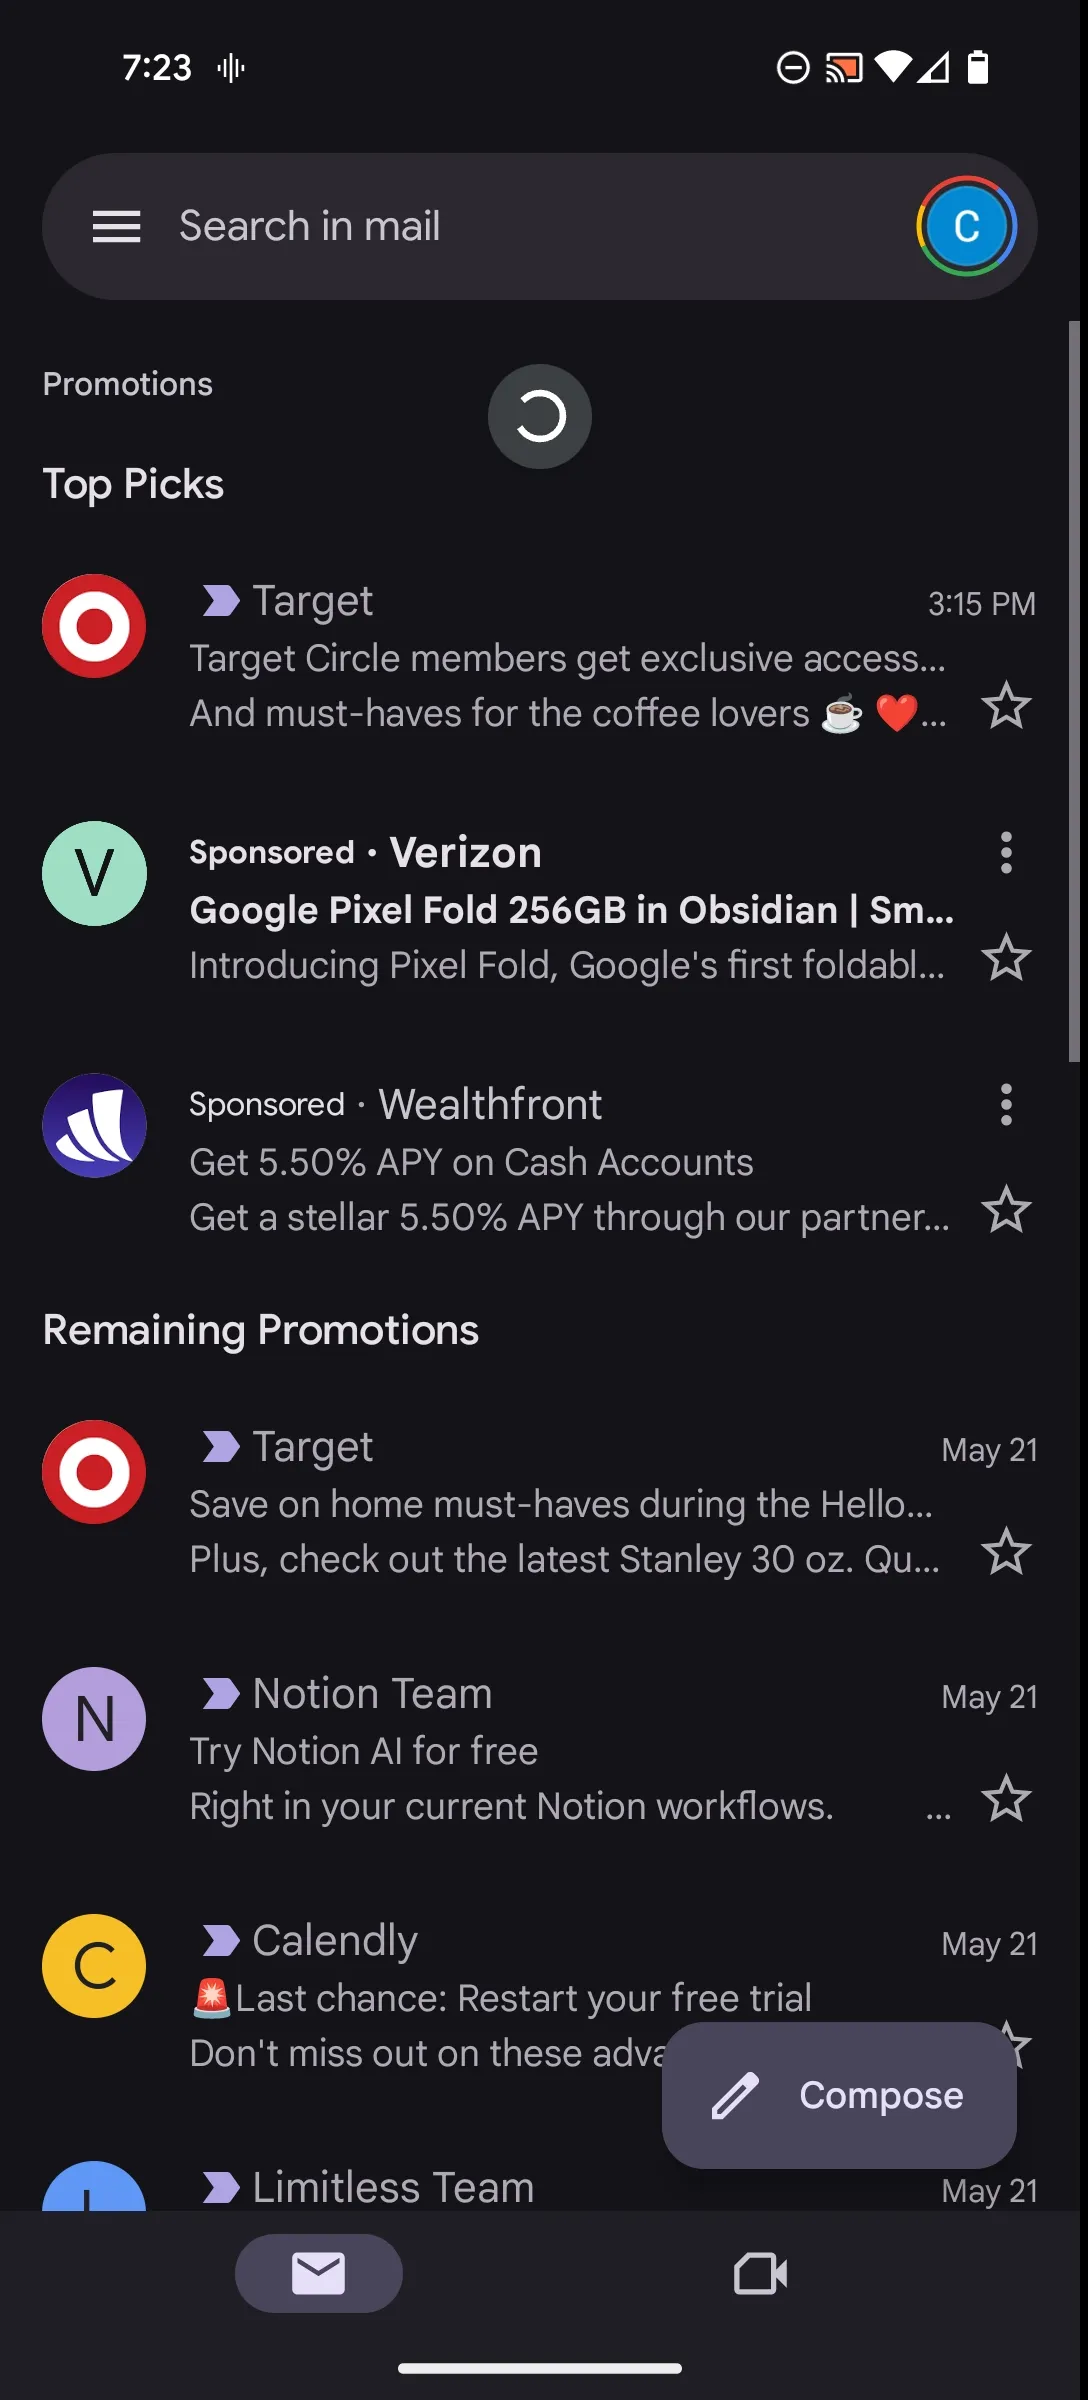 7:23
Search in mail
C
Promotions
Top Picks
Target
3:15 PM
Target Circle members get exclusive access...
And must-haves for the coffee lovers ☕ ❤️...
V
Sponsored · Verizon
Google Pixel Fold 256GB in Obsidian | Sm...
Introducing Pixel Fold, Google's first foldabl...
Sponsored · Wealthfront
Get 5.50% APY on Cash Accounts
Get a stellar 5.50% APY through our partner...
Remaining Promotions
Target
May 21
Save on home must-haves during the Hello...
Plus, check out the latest Stanley 30 oz. Qu...
N
Notion Team
May 21
Try Notion AI for free
Right in your current Notion workflows. ...
C
Calendly
May 21
🚨Last chance: Restart your free trial
Don't miss out on these adva
Compose
Limitless Team
May 21